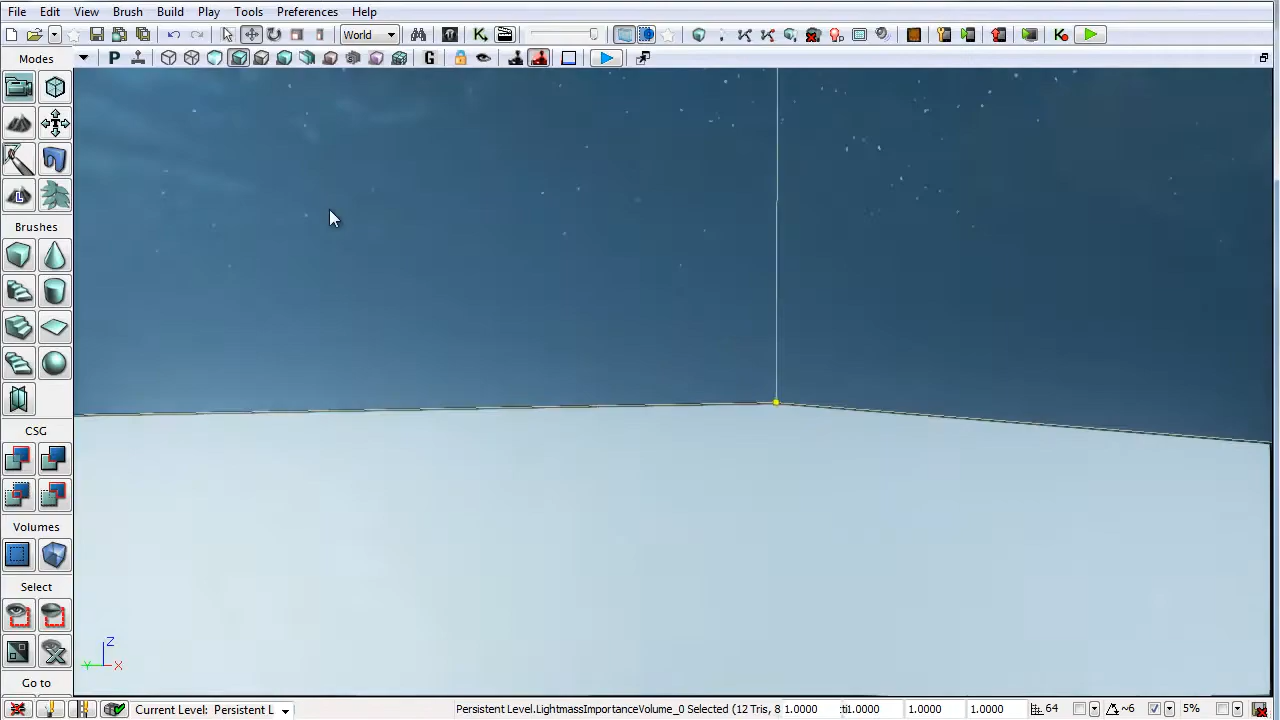 File Edit View Brush Build Play Tools Preferences Help
World
K
P G
Modes
L
Brushes
CSG
Volumes
Select
Z
Y X
Go to
Current Level: Persistent L
Persistent Level.LightmassImportanceVolume_0 Selected (12 Tris, 8 1.0000 1.0000 1.0000 1.0000 64 ~6 5%